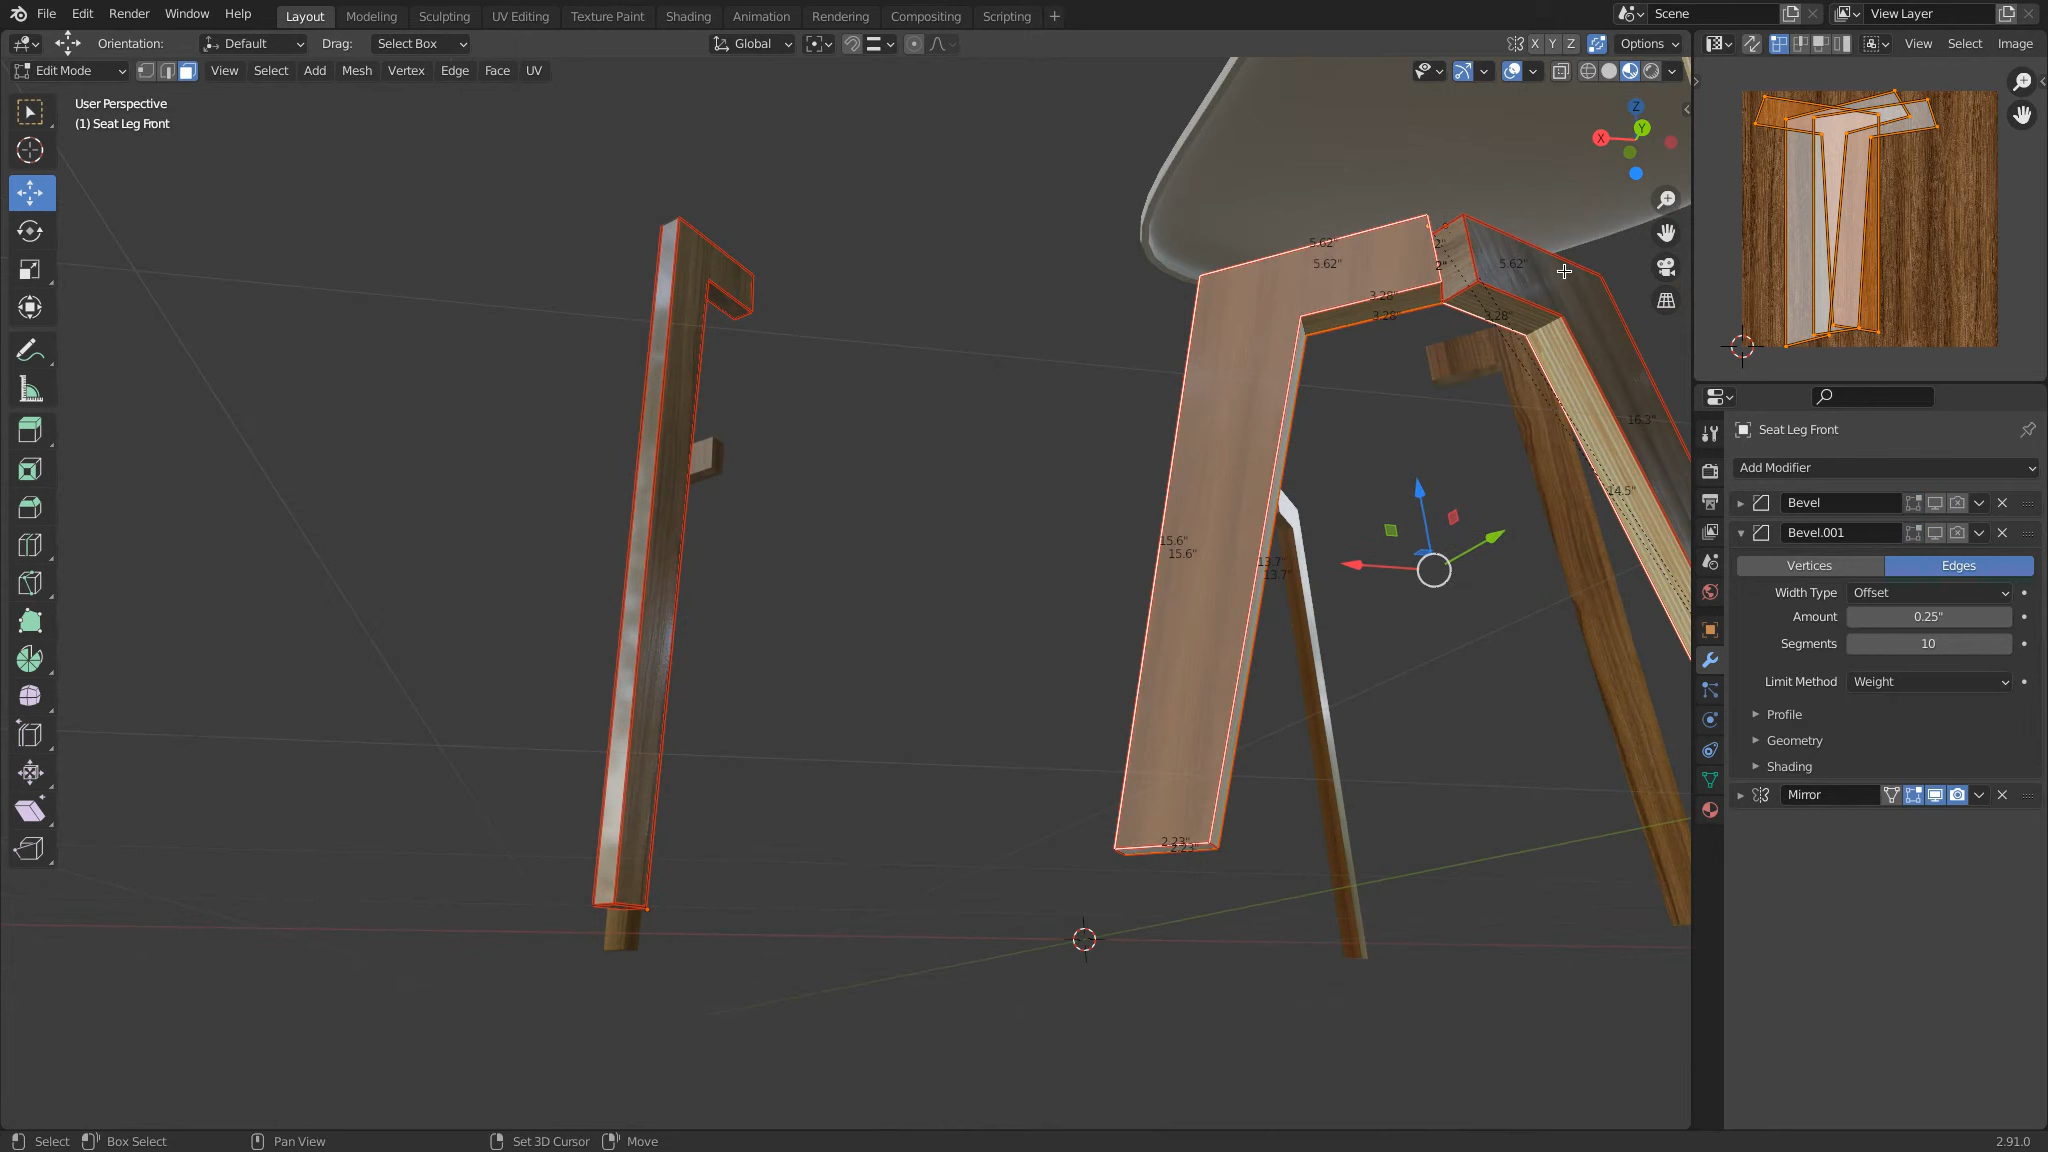 File Edit Render Window Help Layout Modeling Sculpting UV Editing Texture Paint Shading Animation Rendering Compositing Scripting + Scene View Layer
Orientation: Default Drag: Select Box Global X Y Z Options View Select Image
Edit Mode View Select Add Mesh Vertex Edge Face UV
User Perspective
(1) Seat Leg Front
Z
Y
X
5.62"
5.62"
2"
2"
5.62"
3.28"
3.28"
3.28"
16.3"
14.5"
15.6"
15.6"
13.7"
13.7"
2.23"
2.23"
Seat Leg Front
Add Modifier
Bevel
Bevel.001
Vertices Edges
Width Type Offset
Amount 0.25"
Segments 10
Limit Method Weight
Profile
Geometry
Shading
Mirror
Select Box Select Pan View Set 3D Cursor Move 2.91.0